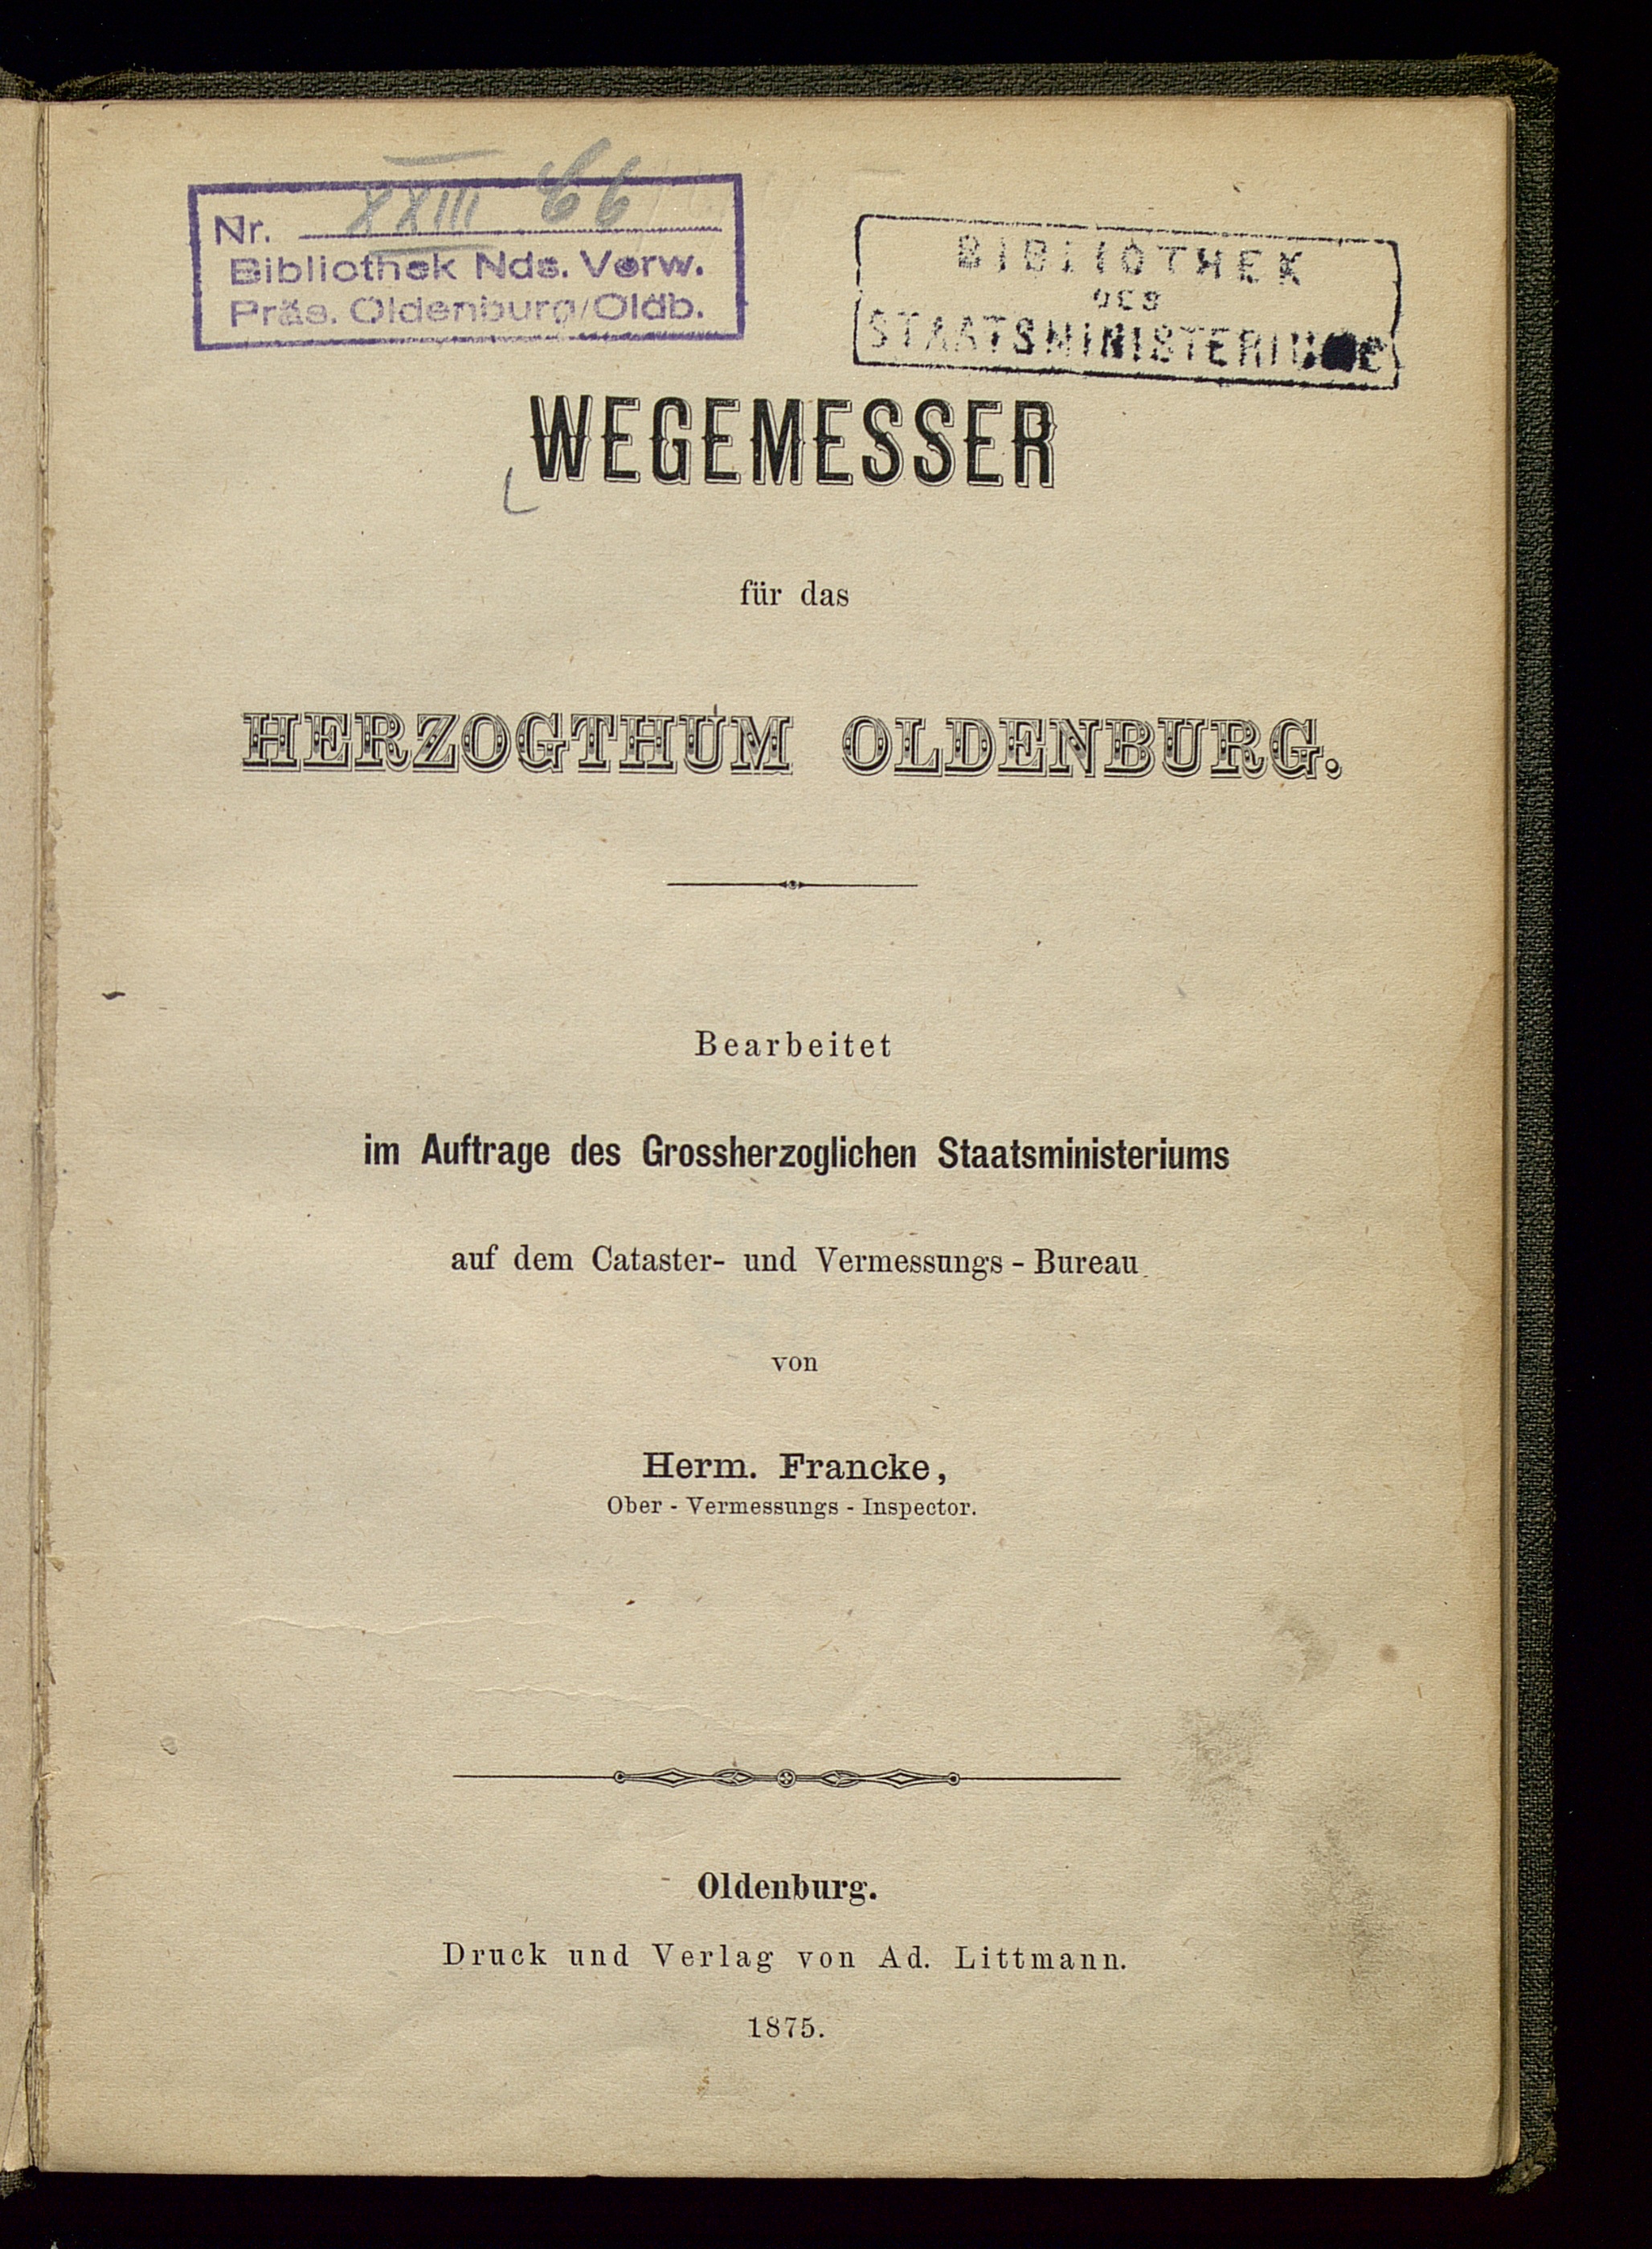 Nr. XXIII
Bibliothek Nds. Verw.
Präs. Oldenburg/Oldb.
BIBLIOTHEK
DES
STAATSMINISTERIUMS
WEGEMESSER
für das
HERZOGTHUM OLDENBURG.
Bearbeitet
im Auftrage des Grossherzoglichen Staatsministeriums
auf dem Cataster- und Vermessungs - Bureau
von
Herm. Francke,
Ober - Vermessungs - Inspector.
Oldenburg.
Druck und Verlag von Ad. Littmann.
1875.